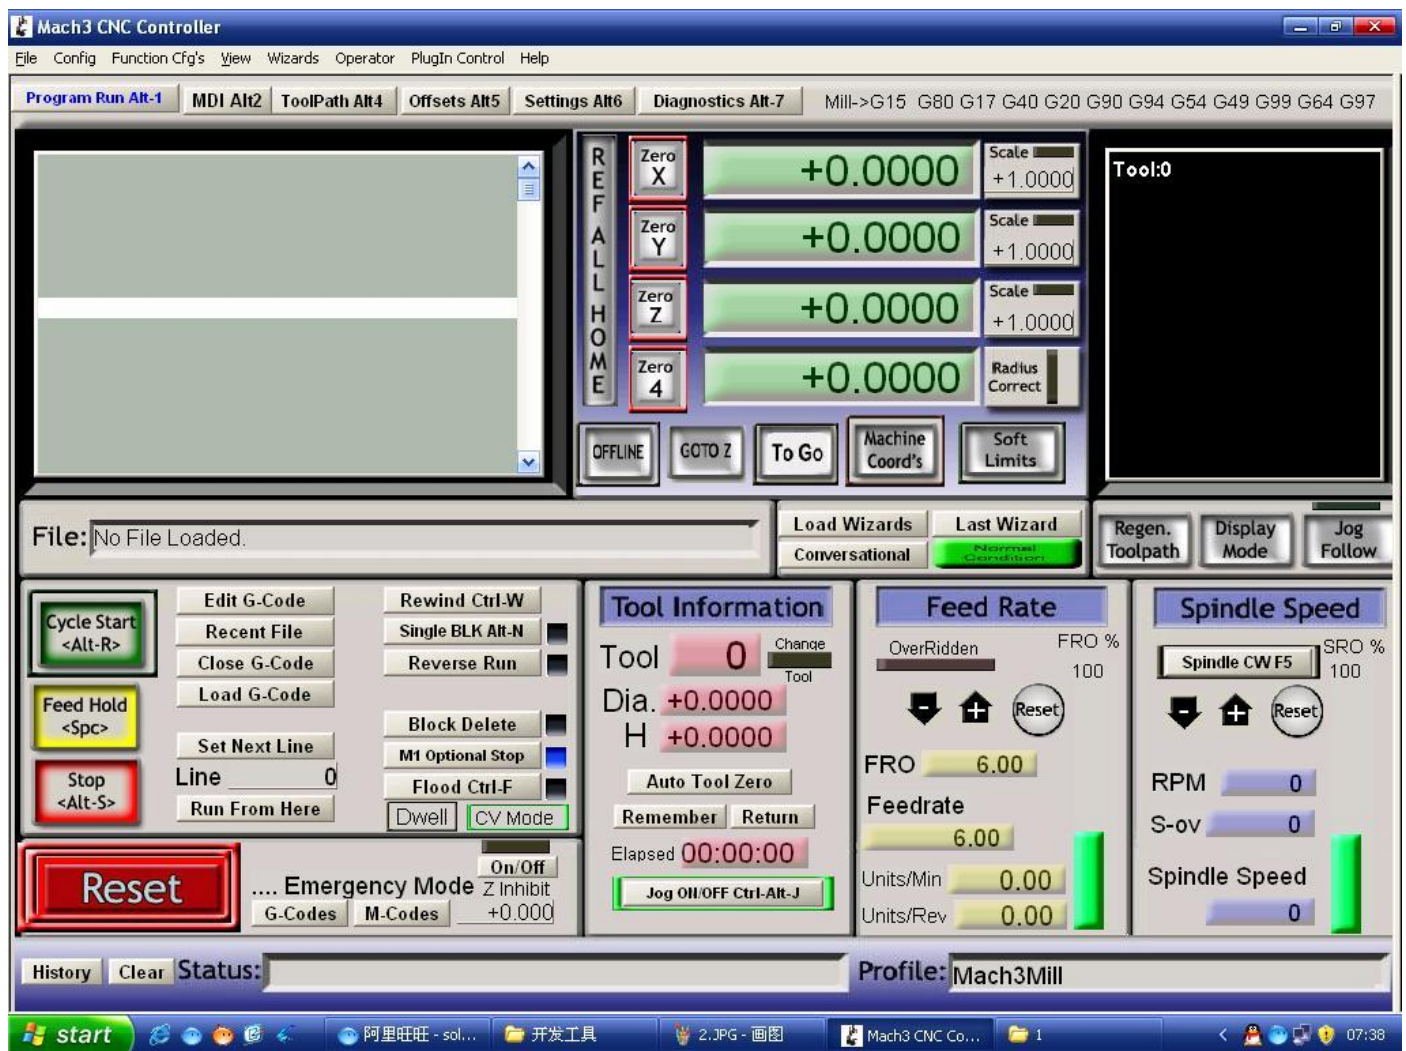 Mach3 CNC Controller
File Config Function Cfg's View Wizards Operator PlugIn Control Help
Program Run Alt-1 MDI Alt2 ToolPath Alt4 Offsets Alt5 Settings Alt6 Diagnostics Alt-7 Mill->G15 G80 G17 G40 G20 G90 G94 G54 G49 G99 G64 G97
REF ALL HOME
Zero X +0.0000 Scale +1.0000
Zero Y +0.0000 Scale +1.0000
Zero Z +0.0000 Scale +1.0000
Zero 4 +0.0000 Radius Correct
OFFLINE GOTO Z To Go Machine Coord's Soft Limits
Tool:0
File: No File Loaded.
Load Wizards Last Wizard
Conversational Normal Condition
Regen. Toolpath Display Mode Jog Follow
Cycle Start
<Alt-R>
Feed Hold
<Spc>
Stop
<Alt-S>
Edit G-Code
Recent File
Close G-Code
Load G-Code
Set Next Line
Line 0
Run From Here
Rewind Ctrl-W
Single BLK Alt-N
Reverse Run
Block Delete
M1 Optional Stop
Flood Ctrl-F
Dwell CV Mode
Reset
.... Emergency Mode
G-Codes M-Codes
On/Off
Z Inhibit
+0.000
Tool Information
Tool 0 Change Tool
Dia. +0.0000
H +0.0000
Auto Tool Zero
Remember Return
Elapsed 00:00:00
Jog ON/OFF Ctrl-Alt-J
Feed Rate
OverRidden FRO %
100
- + Reset
FRO 6.00
Feedrate
6.00
Units/Min 0.00
Units/Rev 0.00
Spindle Speed
Spindle CW F5 SRO %
100
- + Reset
RPM 0
S-ov 0
Spindle Speed
0
History Clear Status:
Profile: Mach3Mill
start 阿里旺旺 - sol... 开发工具 2.JPG - 画图 Mach3 CNC Co... 1 07:38